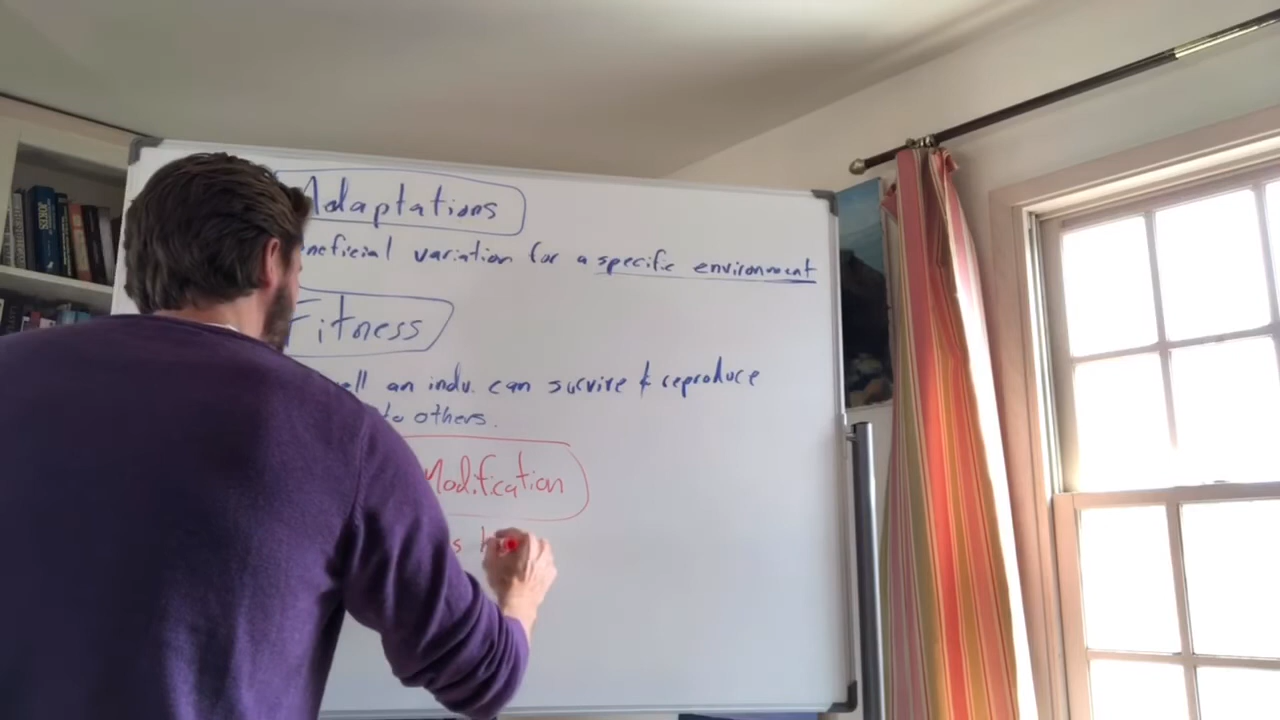 Adaptations
neficial variation for a specific environment
Fitness
ell an indv. can survive & reproduce
to others.
Modification
s h